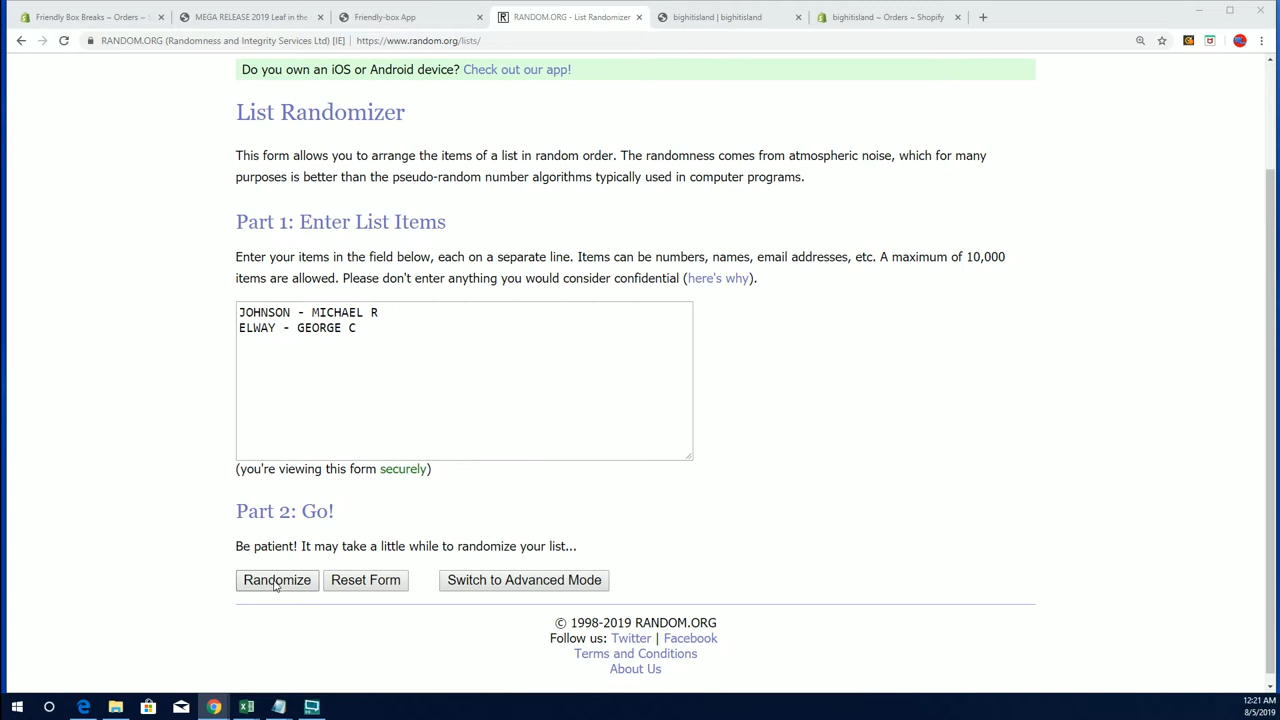 Friendly Box Breaks ~ Orders ~ S
MEGA RELEASE 2019 Leaf in the
Friendly-box App
RANDOM.ORG - List Randomizer
bighitisland | bighitisland
bighitisland ~ Orders ~ Shopify
RANDOM.ORG (Randomness and Integrity Services Ltd) [IE] | https://www.random.org/lists/
Do you own an iOS or Android device? Check out our app!
List Randomizer
This form allows you to arrange the items of a list in random order. The randomness comes from atmospheric noise, which for many
purposes is better than the pseudo-random number algorithms typically used in computer programs.
Part 1: Enter List Items
Enter your items in the field below, each on a separate line. Items can be numbers, names, email addresses, etc. A maximum of 10,000
items are allowed. Please don't enter anything you would consider confidential (here's why).
JOHNSON - MICHAEL R
ELWAY - GEORGE C
(you're viewing this form securely)
Part 2: Go!
Be patient! It may take a little while to randomize your list...
Randomize Reset Form Switch to Advanced Mode
© 1998-2019 RANDOM.ORG
Follow us: Twitter | Facebook
Terms and Conditions
About Us
12:21 AM
8/5/2019